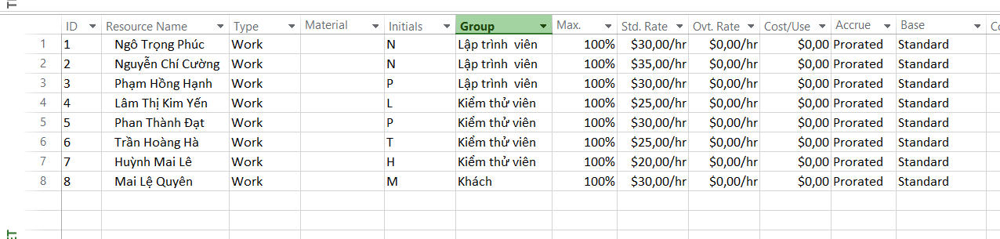 ID Resource Name Type Material Initials Group Max. Std. Rate Ovt. Rate Cost/Use Accrue Base
1 1 Ngô Trọng Phúc Work N Lập trình viên 100% $30,00/hr $0,00/hr $0,00 Prorated Standard
2 2 Nguyễn Chí Cường Work N Lập trình viên 100% $35,00/hr $0,00/hr $0,00 Prorated Standard
3 3 Phạm Hồng Hạnh Work P Lập trình viên 100% $30,00/hr $0,00/hr $0,00 Prorated Standard
4 4 Lâm Thị Kim Yến Work L Kiểm thử viên 100% $25,00/hr $0,00/hr $0,00 Prorated Standard
5 5 Phan Thành Đạt Work P Kiểm thử viên 100% $30,00/hr $0,00/hr $0,00 Prorated Standard
6 6 Trần Hoàng Hà Work T Kiểm thử viên 100% $25,00/hr $0,00/hr $0,00 Prorated Standard
7 7 Huỳnh Mai Lê Work H Kiểm thử viên 100% $20,00/hr $0,00/hr $0,00 Prorated Standard
8 8 Mai Lệ Quyên Work M Khách 100% $30,00/hr $0,00/hr $0,00 Prorated Standard